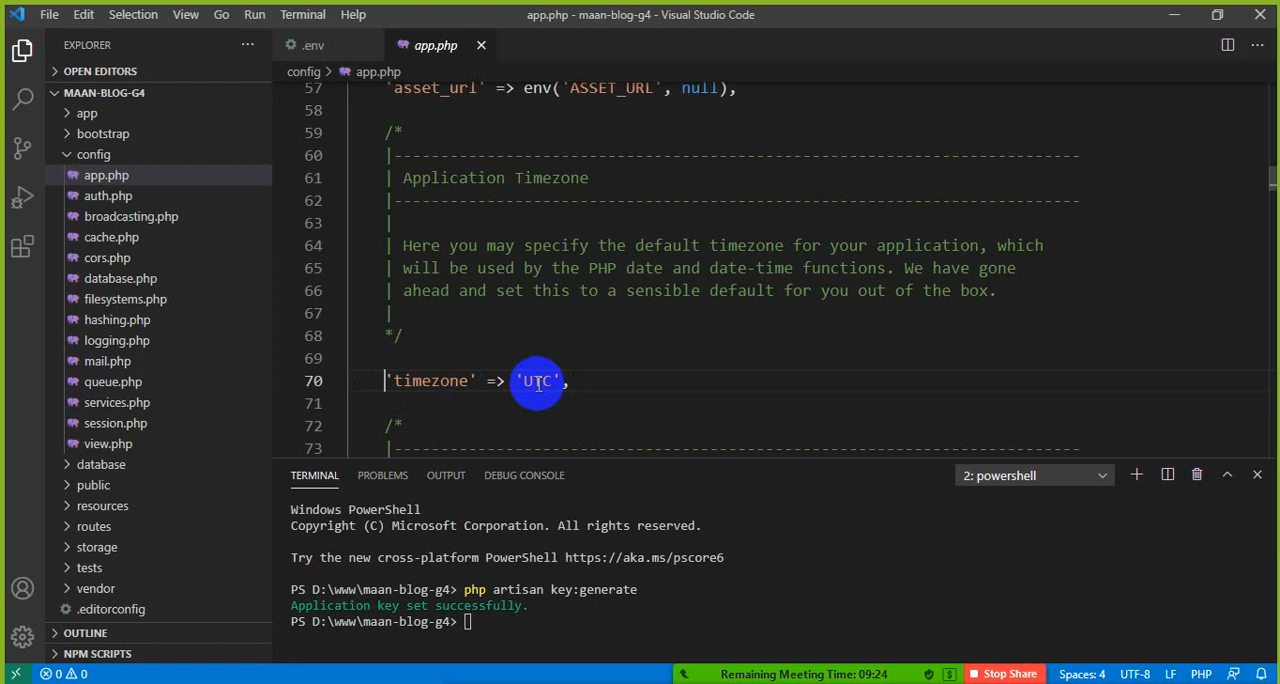 File Edit Selection View Go Run Terminal Help app.php - maan-blog-g4 - Visual Studio Code
EXPLORER
OPEN EDITORS
MAAN-BLOG-G4
app
bootstrap
config
app.php
auth.php
broadcasting.php
cache.php
cors.php
database.php
filesystems.php
hashing.php
logging.php
mail.php
queue.php
services.php
session.php
view.php
database
public
resources
routes
storage
tests
vendor
.editorconfig
OUTLINE
NPM SCRIPTS
.env app.php
config > app.php
57 'asset_url' => env('ASSET_URL', null),
58
59 /*
60 |--------------------------------------------------------------------------
61 | Application Timezone
62 |--------------------------------------------------------------------------
63 |
64 | Here you may specify the default timezone for your application, which
65 | will be used by the PHP date and date-time functions. We have gone
66 | ahead and set this to a sensible default for you out of the box.
67 |
68 */
69
70 'timezone' => 'UTC',
71
72 /*
73 |--------------------------------------------------------------------------
TERMINAL PROBLEMS OUTPUT DEBUG CONSOLE 2: powershell
Windows PowerShell
Copyright (C) Microsoft Corporation. All rights reserved.
Try the new cross-platform PowerShell https://aka.ms/pscore6
PS D:\www\maan-blog-g4> php artisan key:generate
Application key set successfully.
PS D:\www\maan-blog-g4>
0 0 Remaining Meeting Time: 09:24 Stop Share Spaces: 4 UTF-8 LF PHP